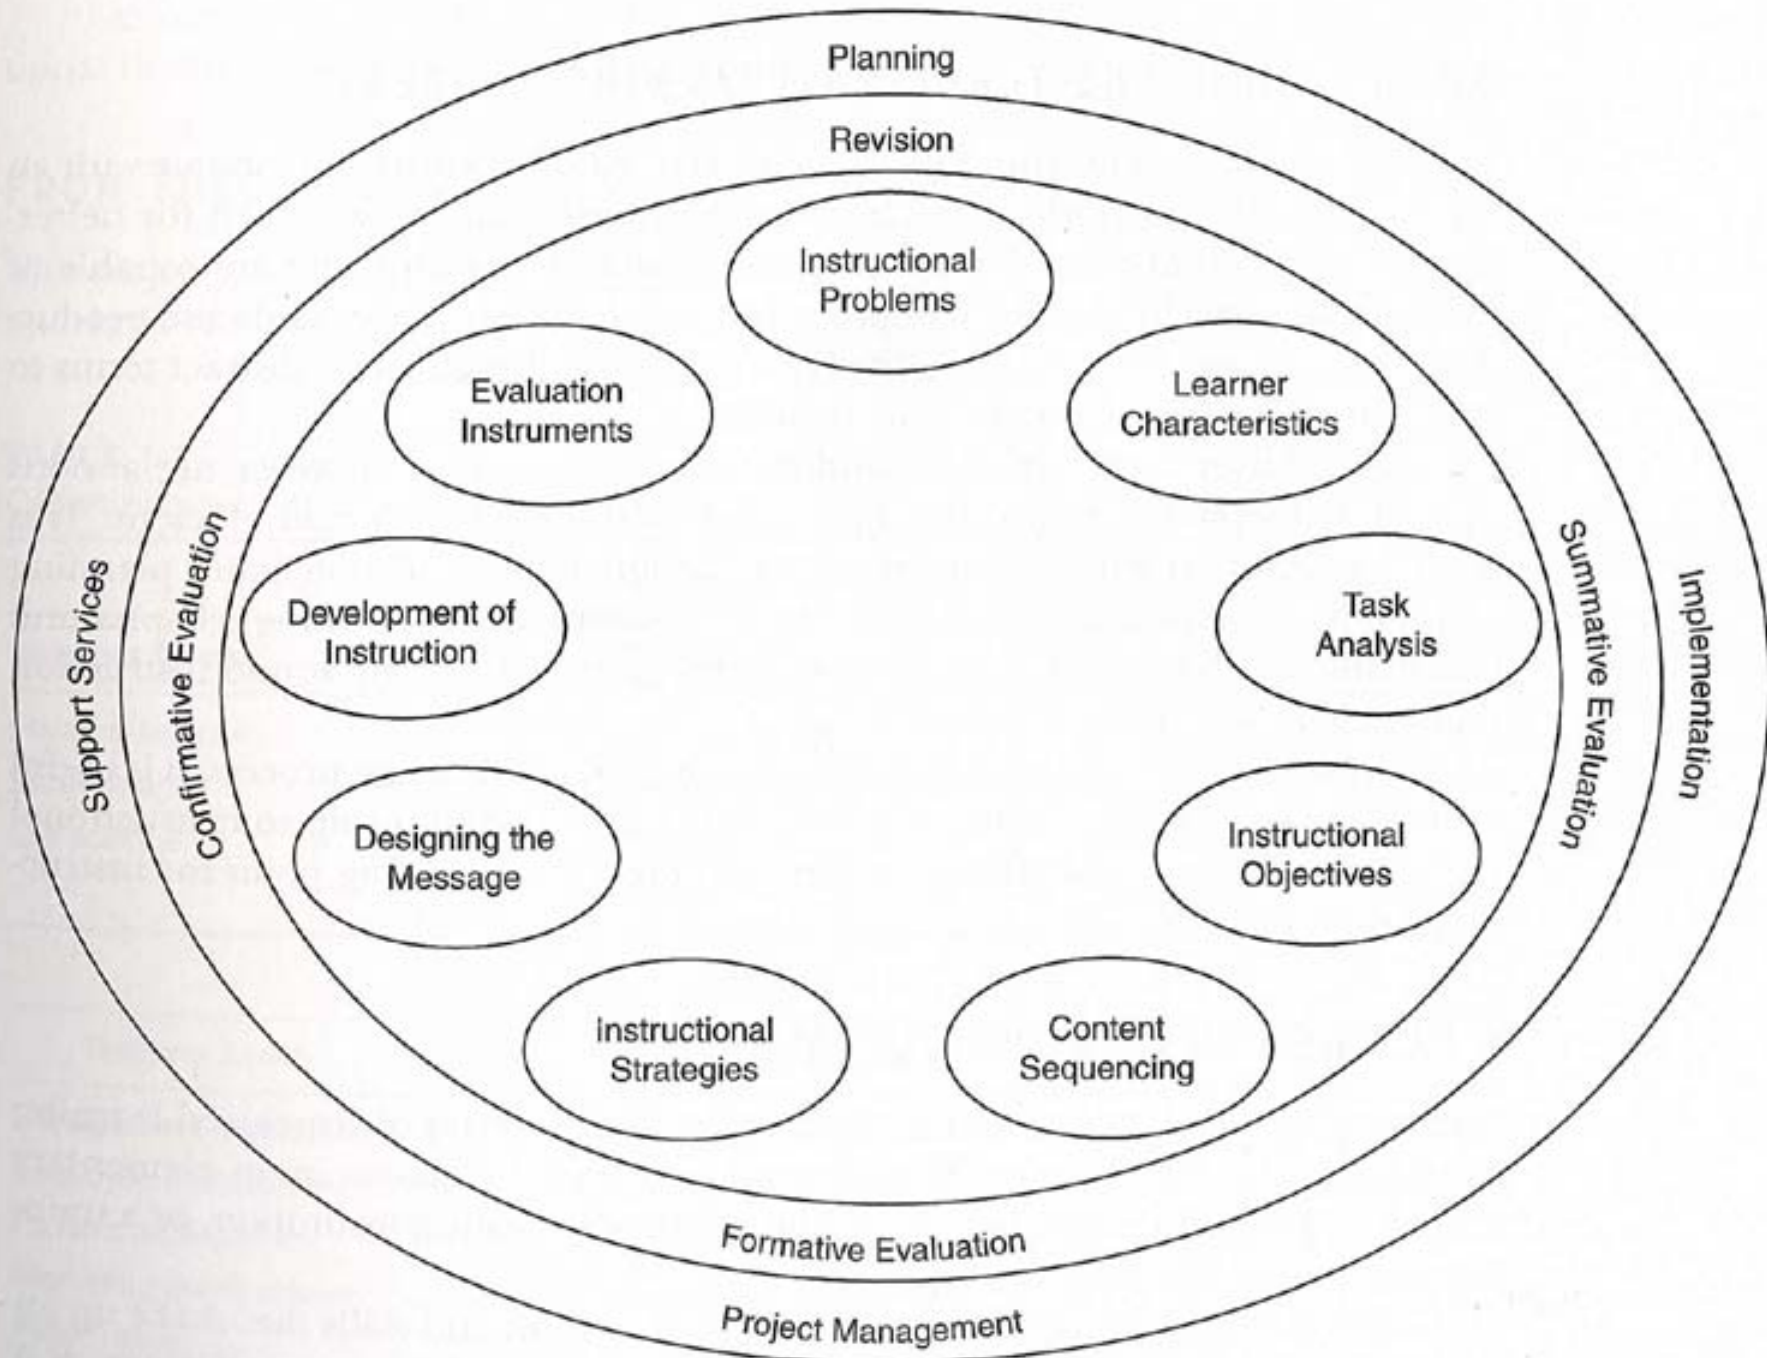 Planning
Revision
Instructional
Problems
Evaluation
Instruments
Learner
Characteristics
Support Services
Confirmative Evaluation
Development of
Instruction
Task
Analysis
Summative Evaluation
Implementation
Designing the
Message
Instructional
Objectives
Instructional
Strategies
Content
Sequencing
Formative Evaluation
Project Management